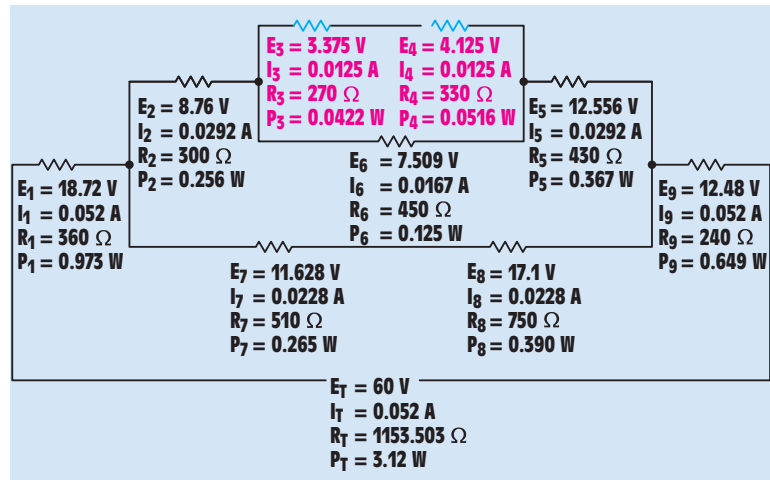 E3 = 3.375 V
I3 = 0.0125 A
R3 = 270 Ω
P3 = 0.0422 W
E4 = 4.125 V
I4 = 0.0125 A
R4 = 330 Ω
P4 = 0.0516 W
E2 = 8.76 V
I2 = 0.0292 A
R2 = 300 Ω
P2 = 0.256 W
E5 = 12.556 V
I5 = 0.0292 A
R5 = 430 Ω
P5 = 0.367 W
E6 = 7.509 V
I6 = 0.0167 A
R6 = 450 Ω
P6 = 0.125 W
E1 = 18.72 V
I1 = 0.052 A
R1 = 360 Ω
P1 = 0.973 W
E9 = 12.48 V
I9 = 0.052 A
R9 = 240 Ω
P9 = 0.649 W
E7 = 11.628 V
I7 = 0.0228 A
R7 = 510 Ω
P7 = 0.265 W
E8 = 17.1 V
I8 = 0.0228 A
R8 = 750 Ω
P8 = 0.390 W
ET = 60 V
IT = 0.052 A
RT = 1153.503 Ω
PT = 3.12 W